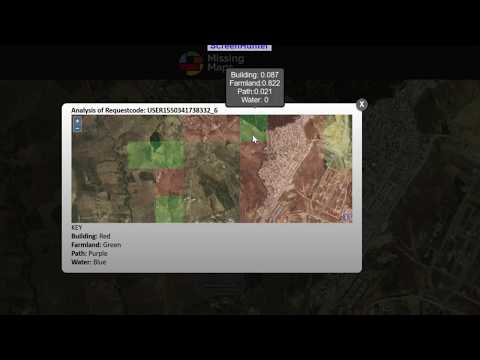 ScreenHunter
Missing
Maps
Building: 0.087
Farmland:0.822
Path:0.021
Water: 0
X
Analysis of Requestcode: USER1550341738332_6
+
-
i
KEY
Building: Red
Farmland: Green
Path: Purple
Water: Blue